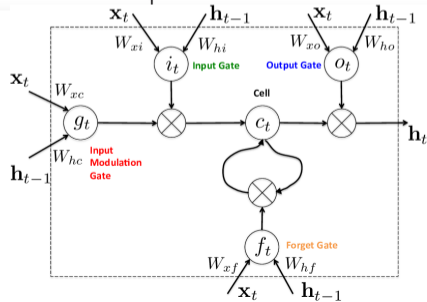 x_t h_{t−1} x_t h_{t−1}
W_{xi} W_{hi} W_{xo} W_{ho}
i_t Input Gate Output Gate o_t
x_t
W_{xc} Cell
g_t c_t
h_t
W_{hc} Input
Modulation
Gate
h_{t−1}
f_t Forget Gate
W_{xf} W_{hf}
x_t h_{t−1}